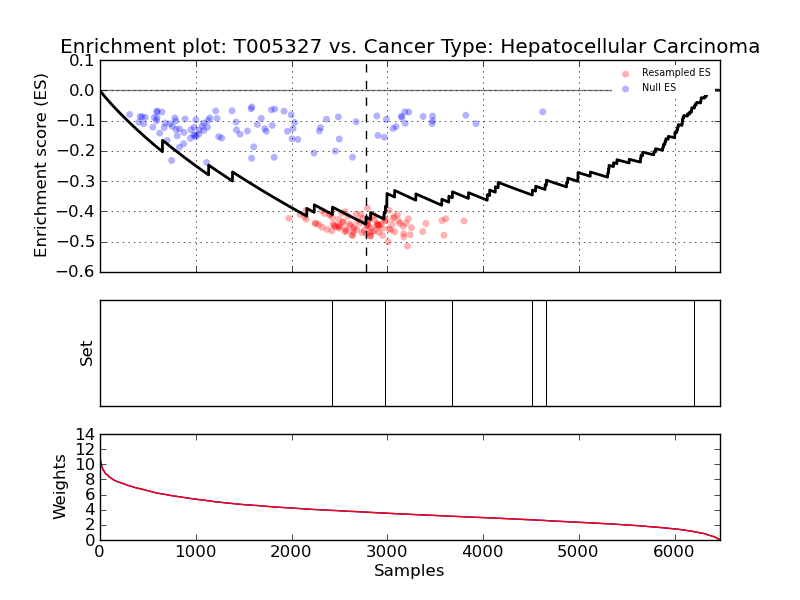 Enrichment plot: T005327 vs. Cancer Type: Hepatocellular Carcinoma
0.1
0.0
−0.1
−0.2
−0.3
−0.4
−0.5
−0.6
Enrichment score (ES)
Resampled ES
Null ES
Set
14
12
10
8
6
4
2
0
Weights
0 1000 2000 3000 4000 5000 6000
Samples